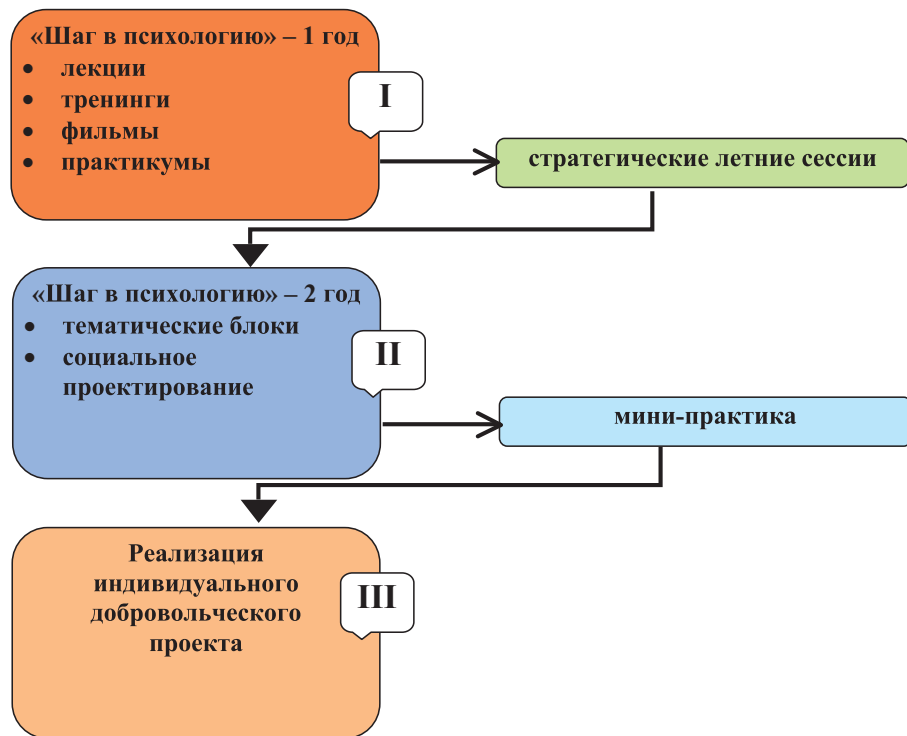 «Шаг в психологию» – 1 год
• лекции
• тренинги
• фильмы
• практикумы
I
стратегические летние сессии
«Шаг в психологию» – 2 год
• тематические блоки
• социальное
проектирование
II
мини-практика
Реализация
индивидуального
добровольческого
проекта
III